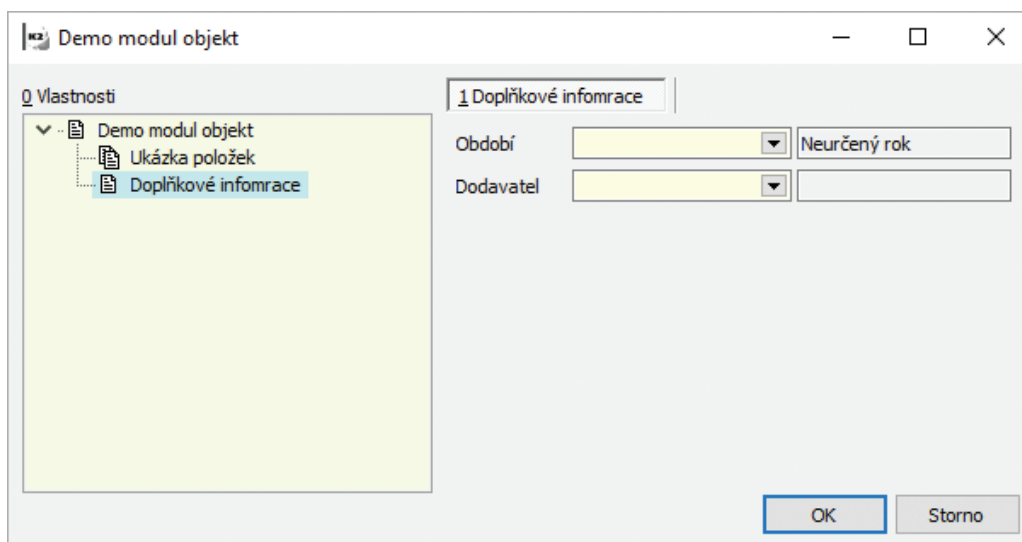 K2 Demo modul objekt
0 Vlastnosti
Demo modul objekt
Ukázka položek
Doplňkové infomrace
1 Doplňkové infomrace
Období Neurčený rok
Dodavatel
OK Storno